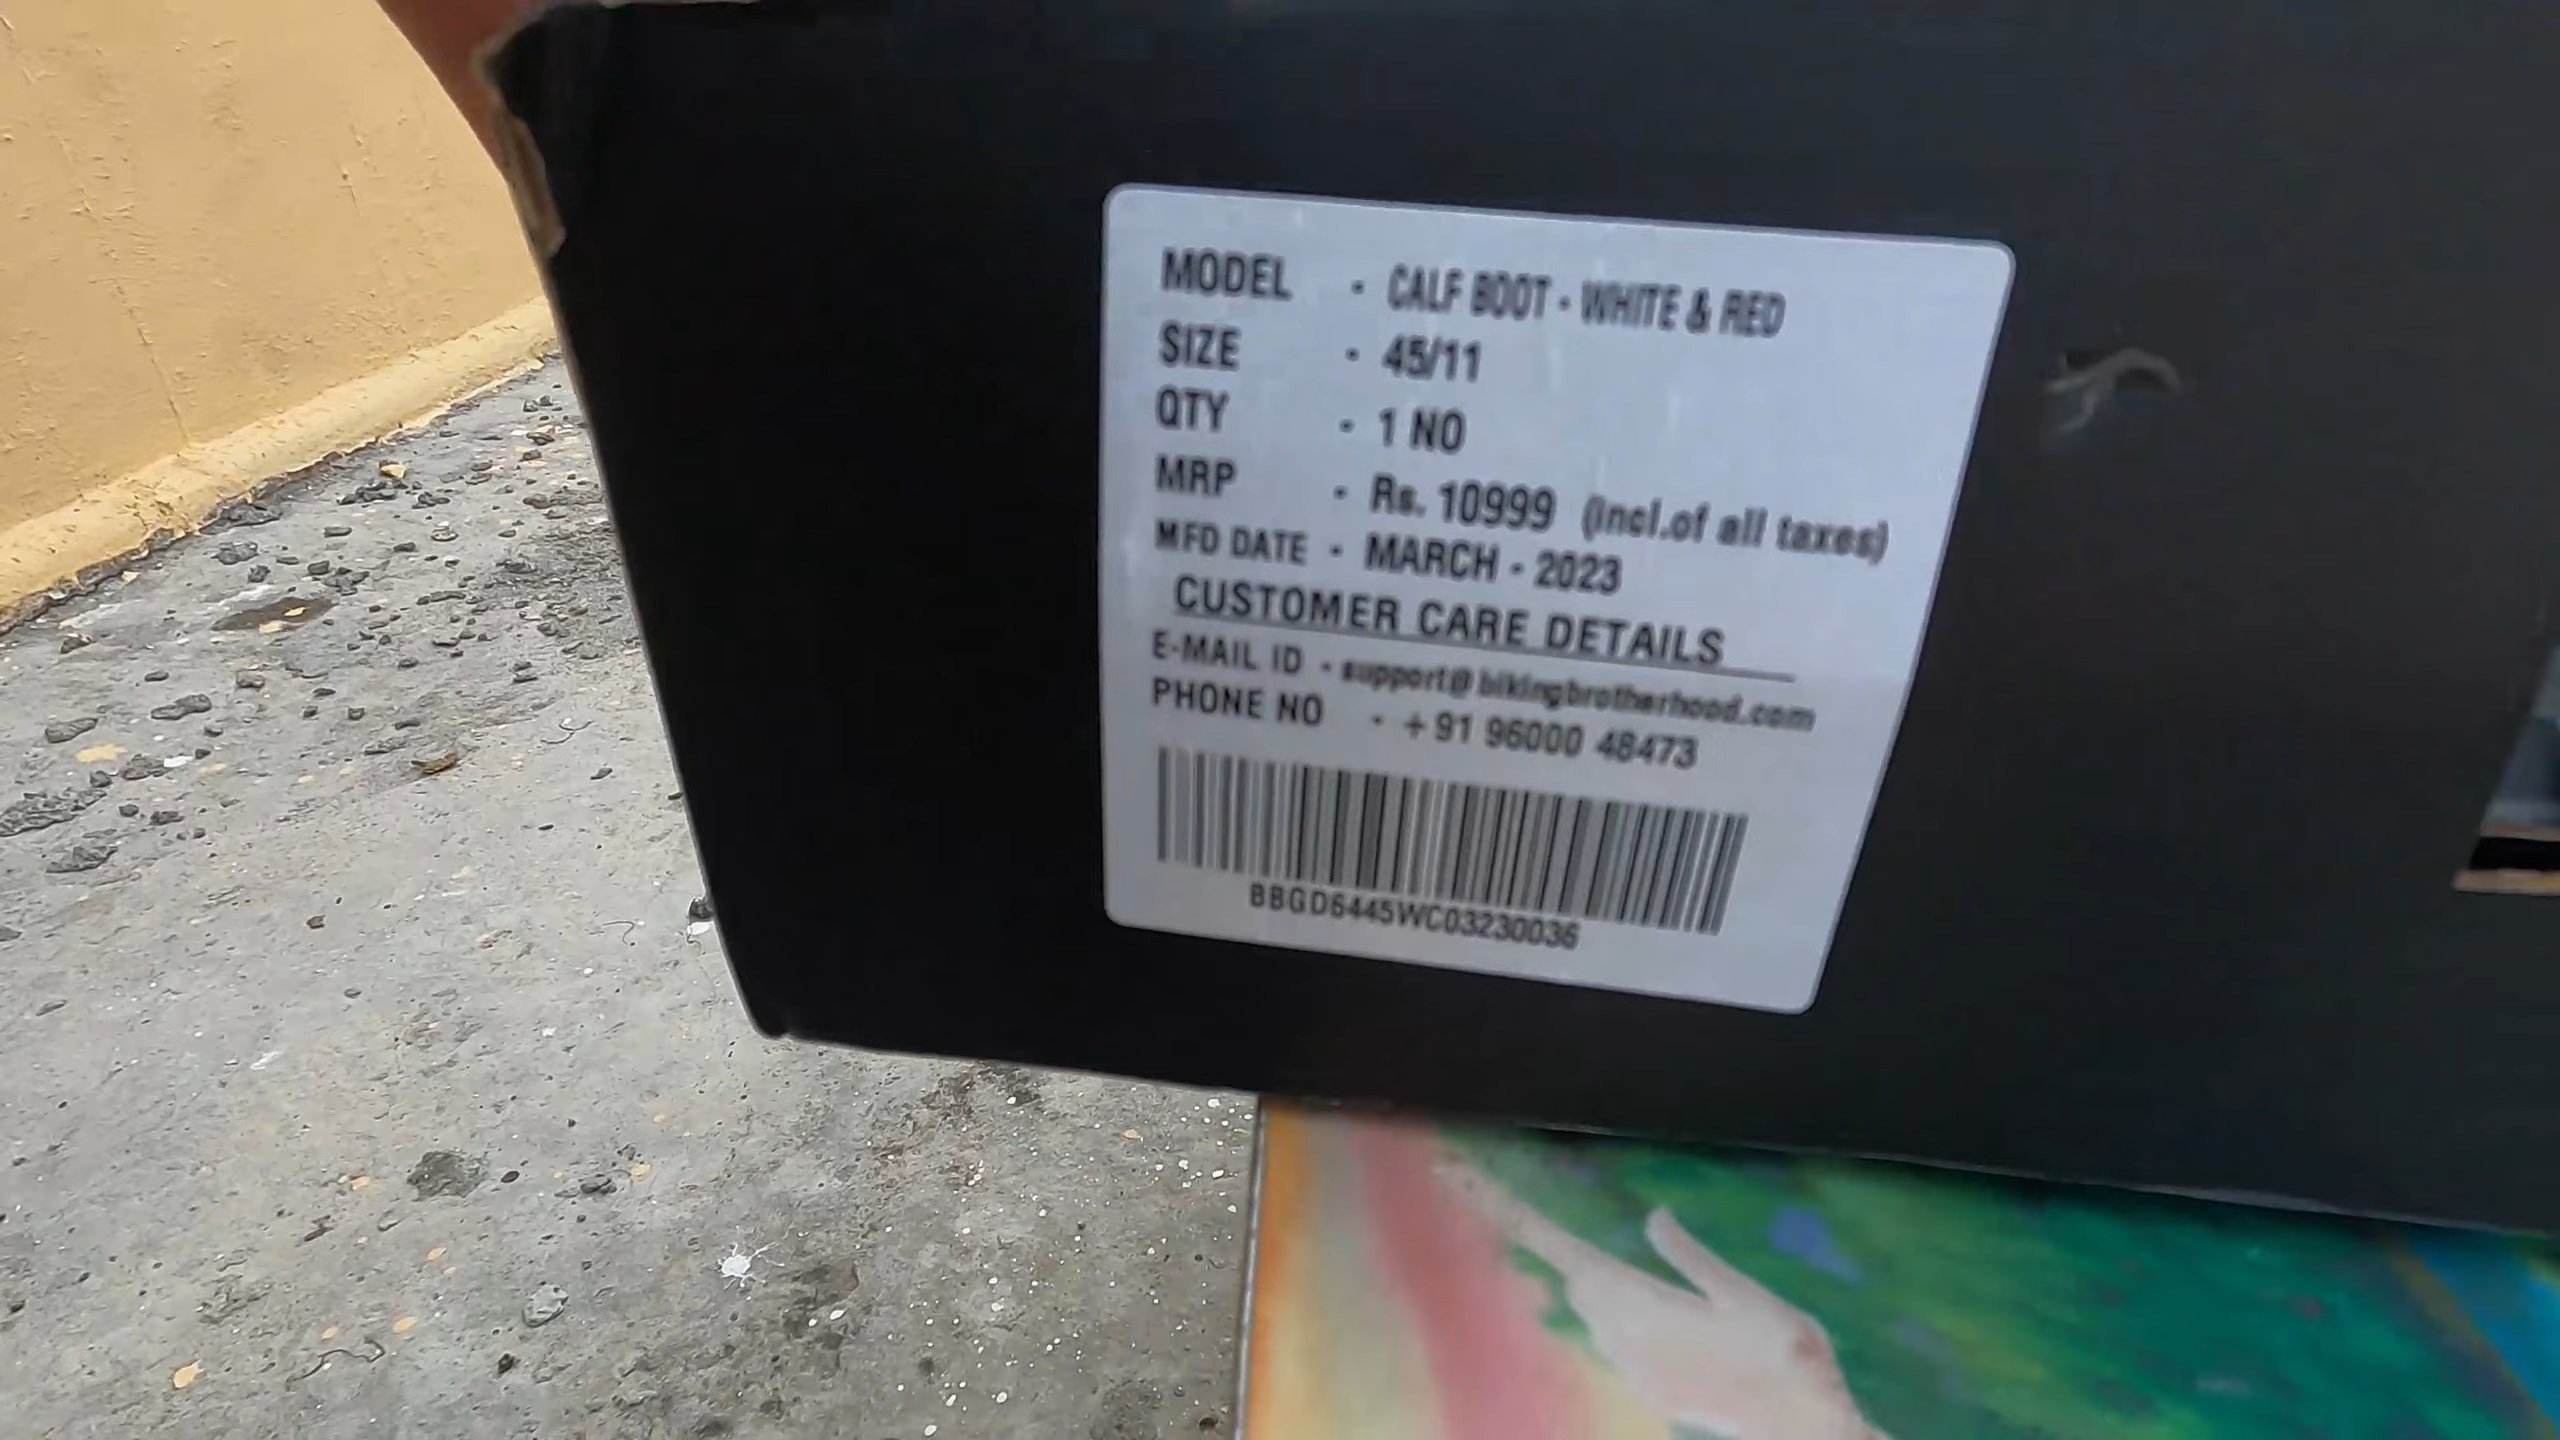 MODEL - CALF BOOT - WHITE & RED
SIZE - 45/11
QTY - 1 NO
MRP - Rs. 10999 (incl.of all taxes)
MFD DATE - MARCH - 2023
CUSTOMER CARE DETAILS
E-MAIL ID - support@bikingbrotherhood.com
PHONE NO - +91 96000 48473
BBGD6445WC03230036